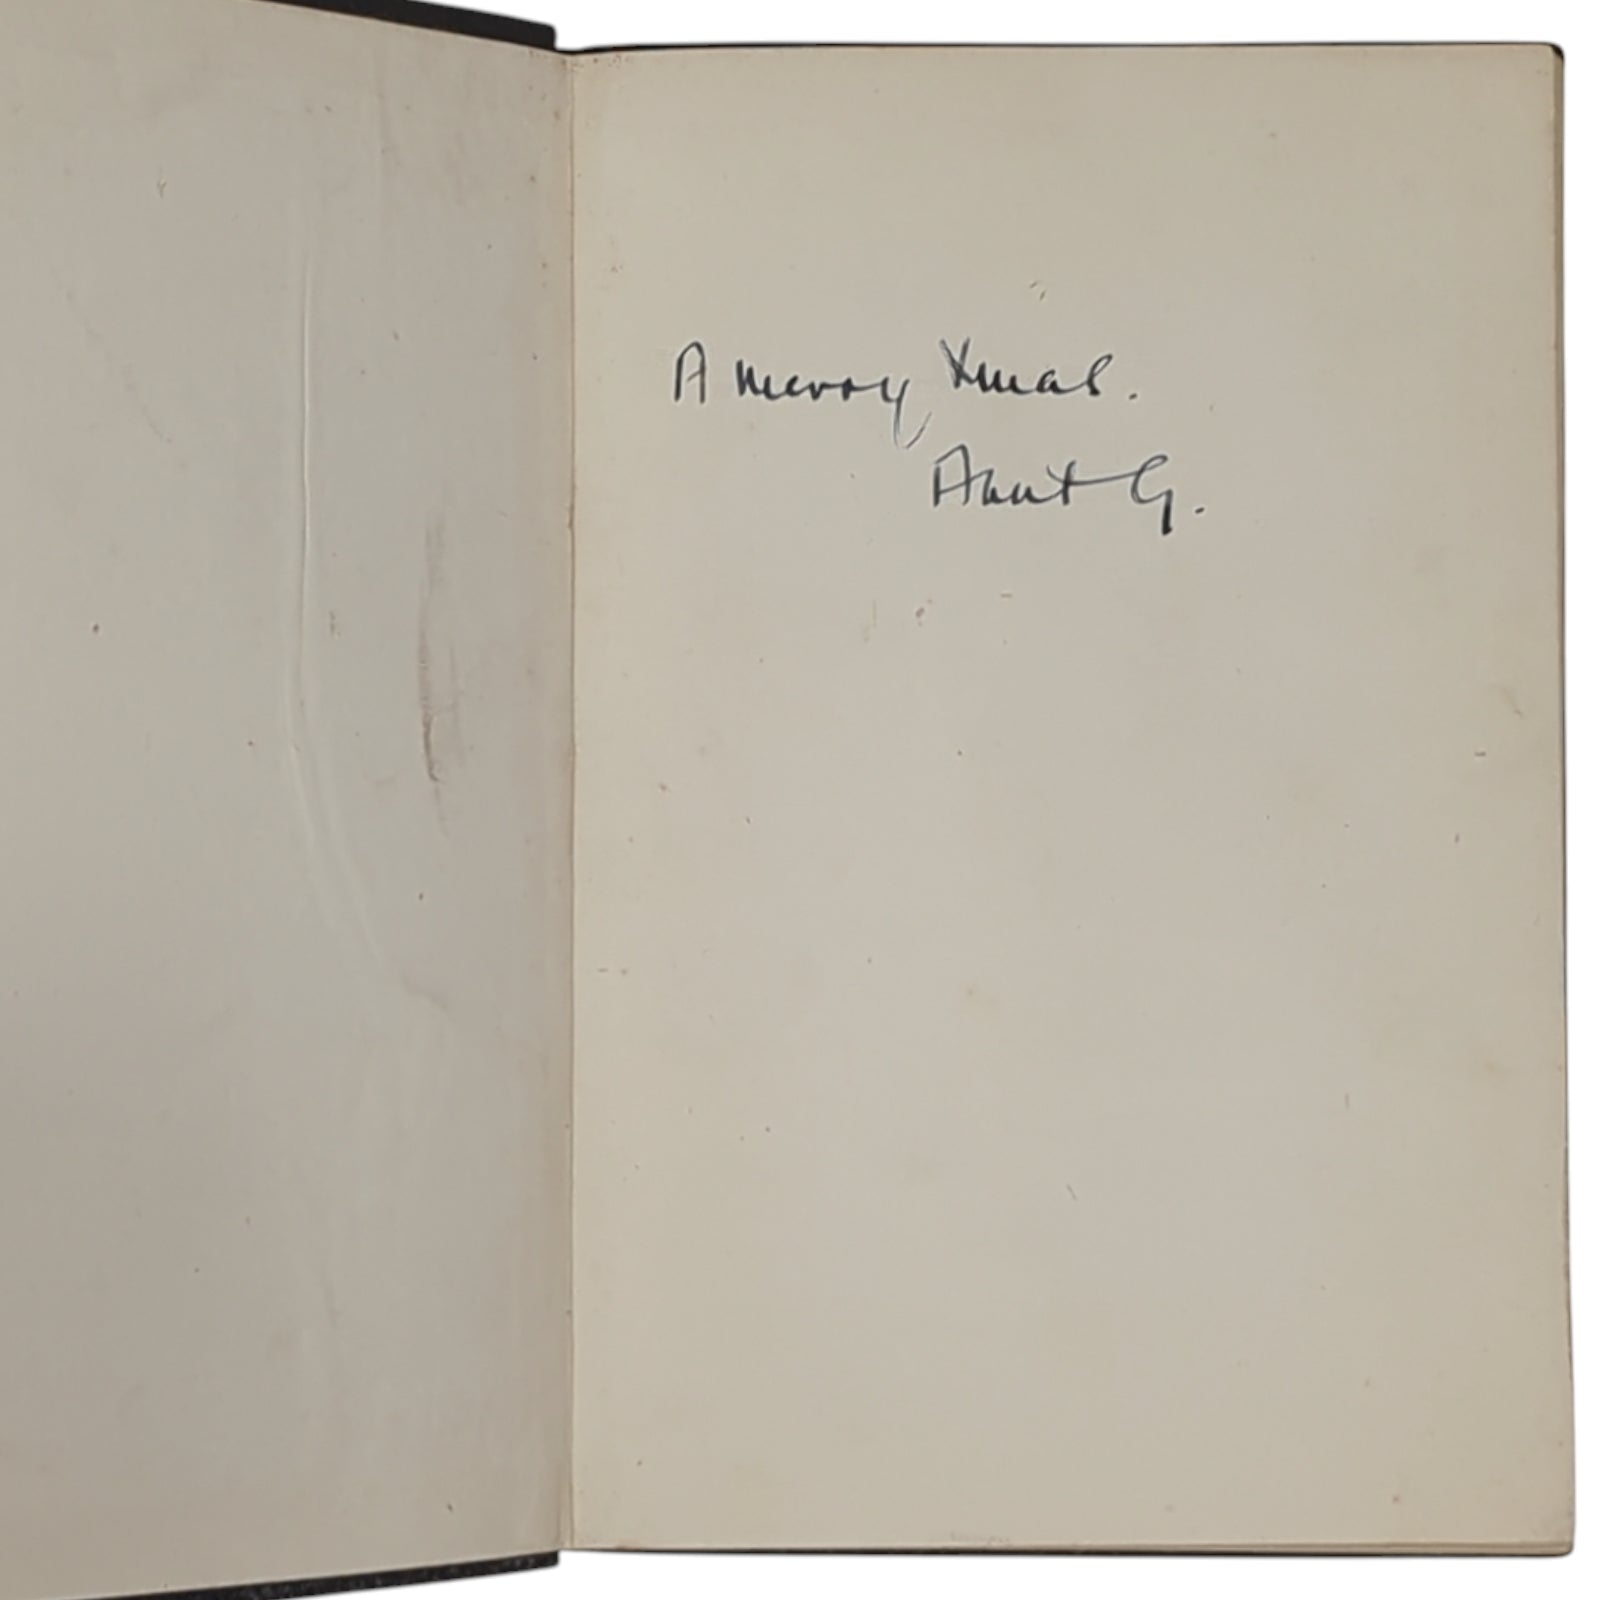 A merry Xmas.
Aunt G.